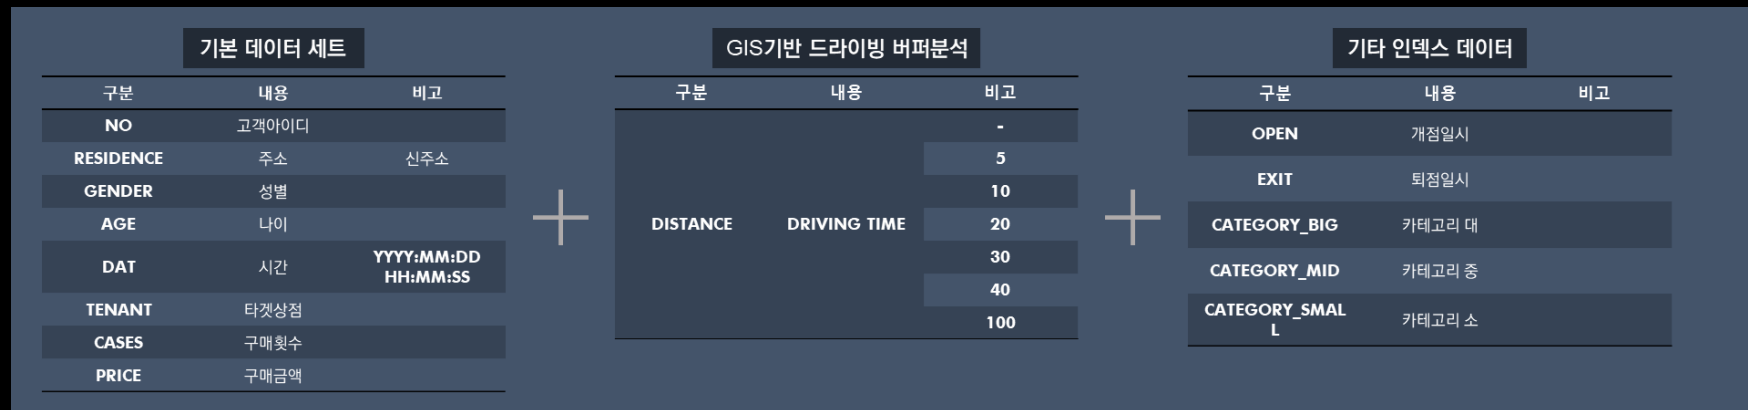 기본 데이터 세트
구분 내용 비고
NO 고객아이디
RESIDENCE 주소 신주소
GENDER 성별
AGE 나이
DAT 시간 YYYY:MM:DD
HH:MM:SS
TENANT 타겟상점
CASES 구매횟수
PRICE 구매금액
GIS기반 드라이빙 버퍼분석
구분 내용 비고
-
5
10
DISTANCE DRIVING TIME 20
30
40
100
기타 인덱스 데이터
구분 내용 비고
OPEN 개점일시
EXIT 퇴점일시
CATEGORY_BIG 카테고리 대
CATEGORY_MID 카테고리 중
CATEGORY_SMAL
L 카테고리 소